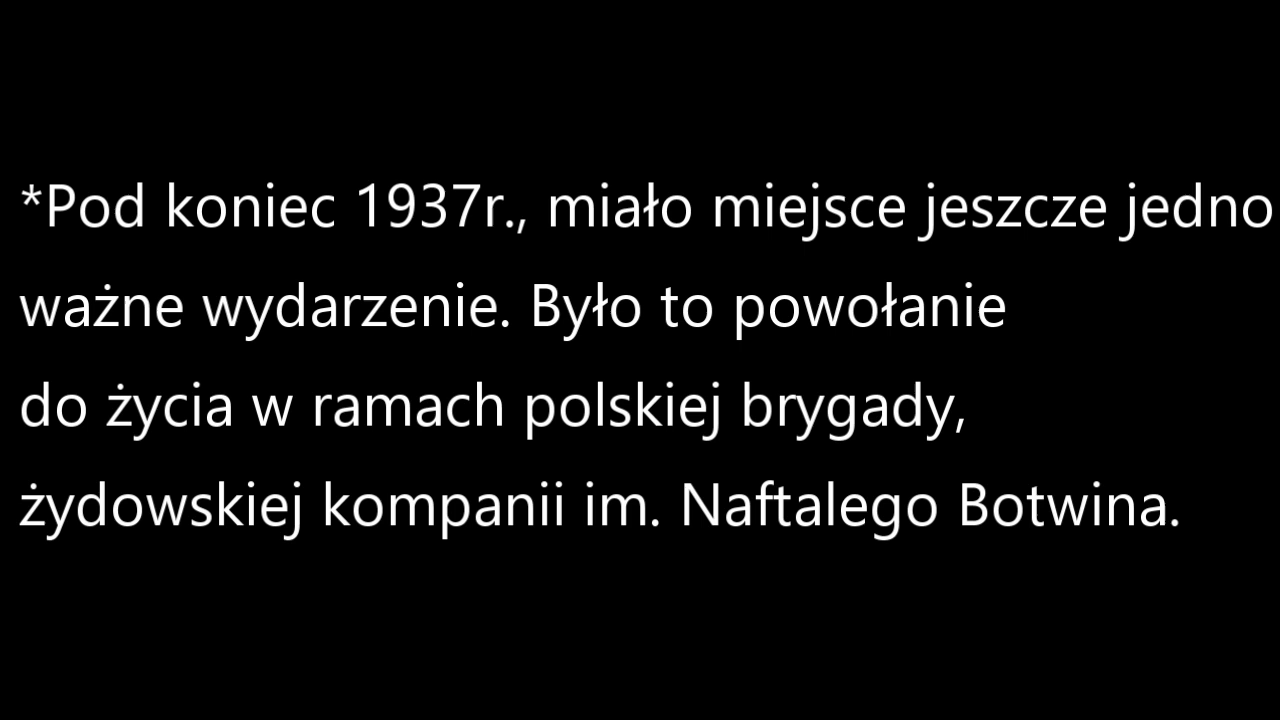 *Pod koniec 1937r., miało miejsce jeszcze jedno
ważne wydarzenie. Było to powołanie
do życia w ramach polskiej brygady,
żydowskiej kompanii im. Naftalego Botwina.